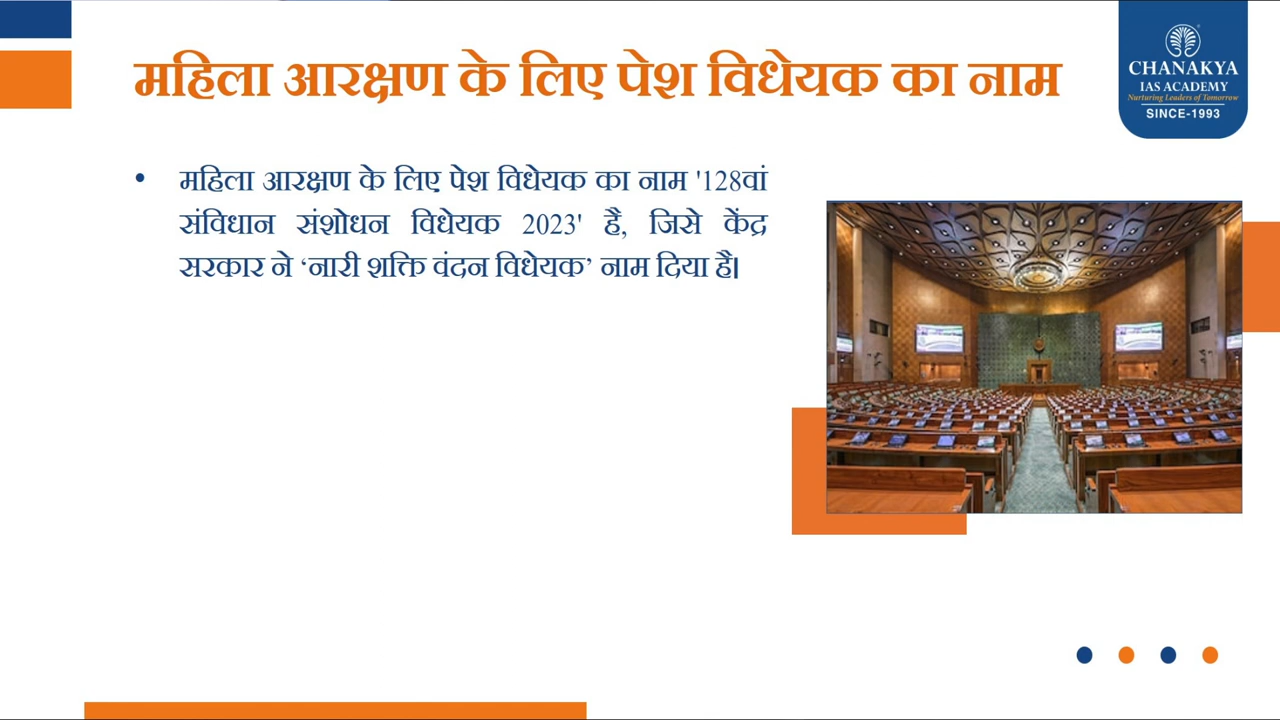 महिला आरक्षण के लिए पेश विधेयक का नाम
CHANAKYA
IAS ACADEMY
Nurturing Leaders of Tomorrow
SINCE-1993
• महिला आरक्षण के लिए पेश विधेयक का नाम '128वां
संविधान संशोधन विधेयक 2023' है, जिसे केंद्र
सरकार ने ‘नारी शक्ति वंदन विधेयक’ नाम दिया है।